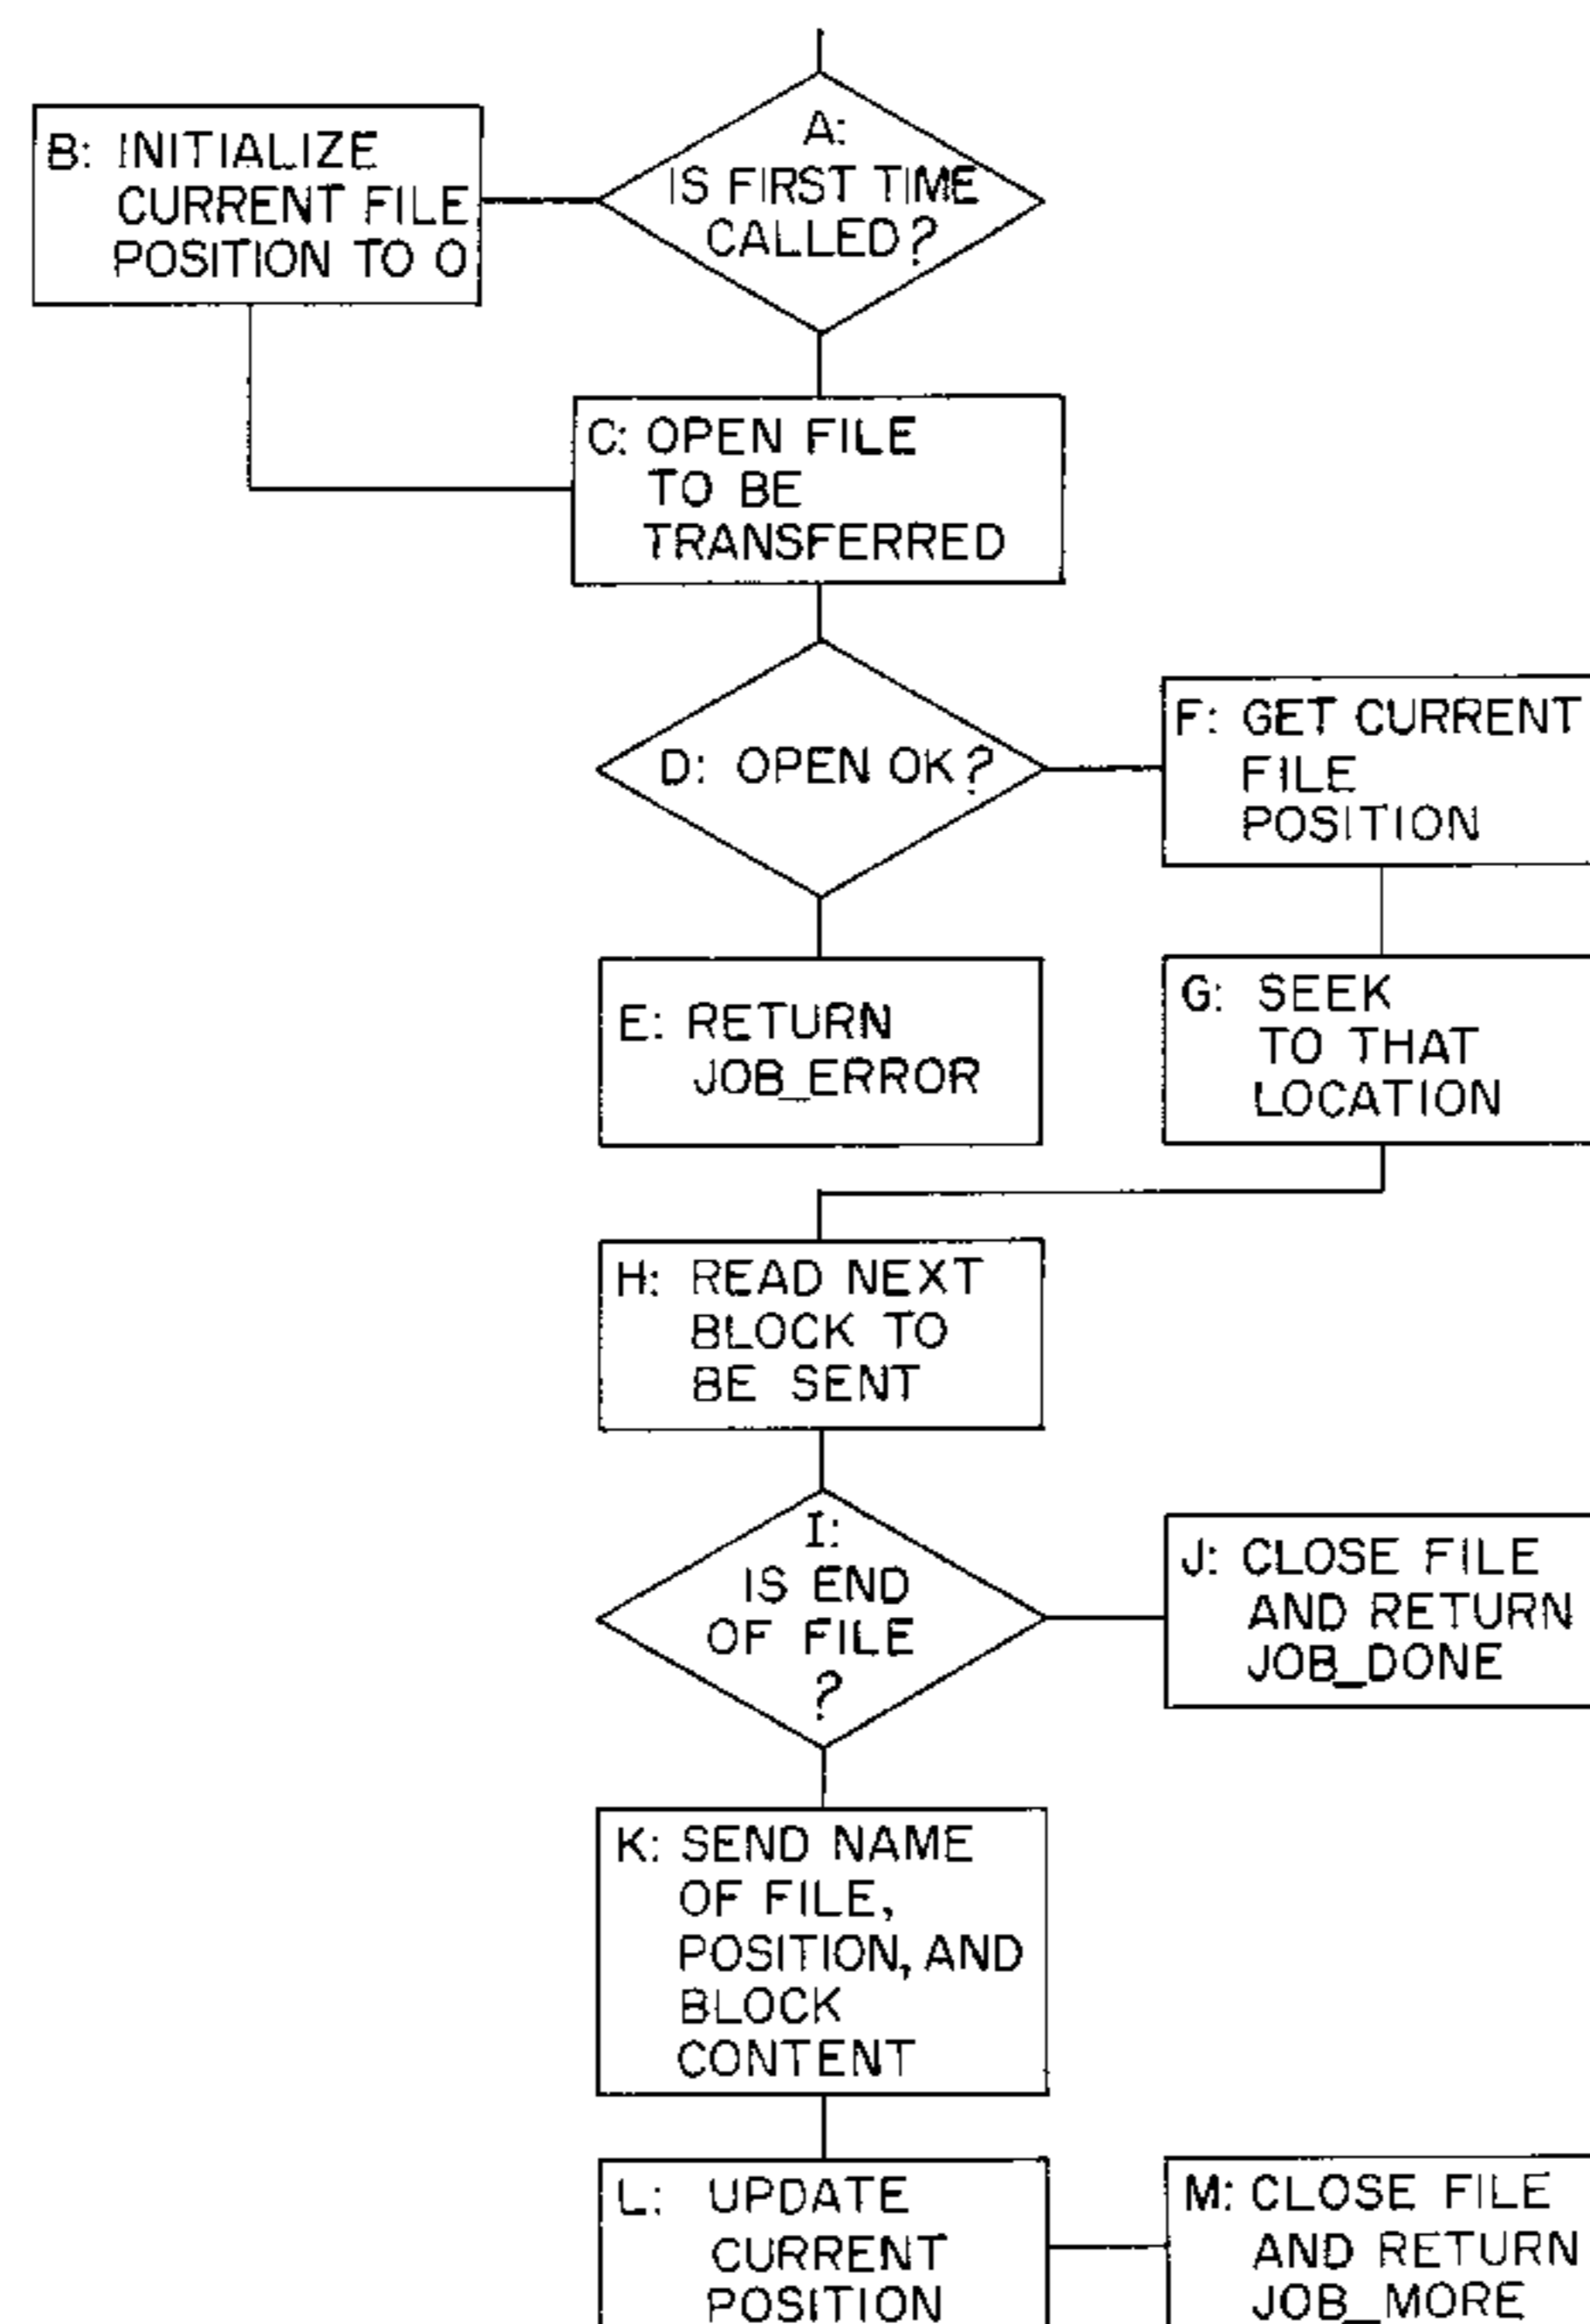 A:
IS FIRST TIME
CALLED?
B: INITIALIZE
CURRENT FILE
POSITION TO 0
C: OPEN FILE
TO BE
TRANSFERRED
D: OPEN OK?
F: GET CURRENT
FILE
POSITION
E: RETURN
JOB_ERROR
G: SEEK
TO THAT
LOCATION
H: READ NEXT
BLOCK TO
BE SENT
I:
IS END
OF FILE
?
J: CLOSE FILE
AND RETURN
JOB_DONE
K: SEND NAME
OF FILE,
POSITION, AND
BLOCK
CONTENT
L: UPDATE
CURRENT
POSITION
M: CLOSE FILE
AND RETURN
JOB_MORE